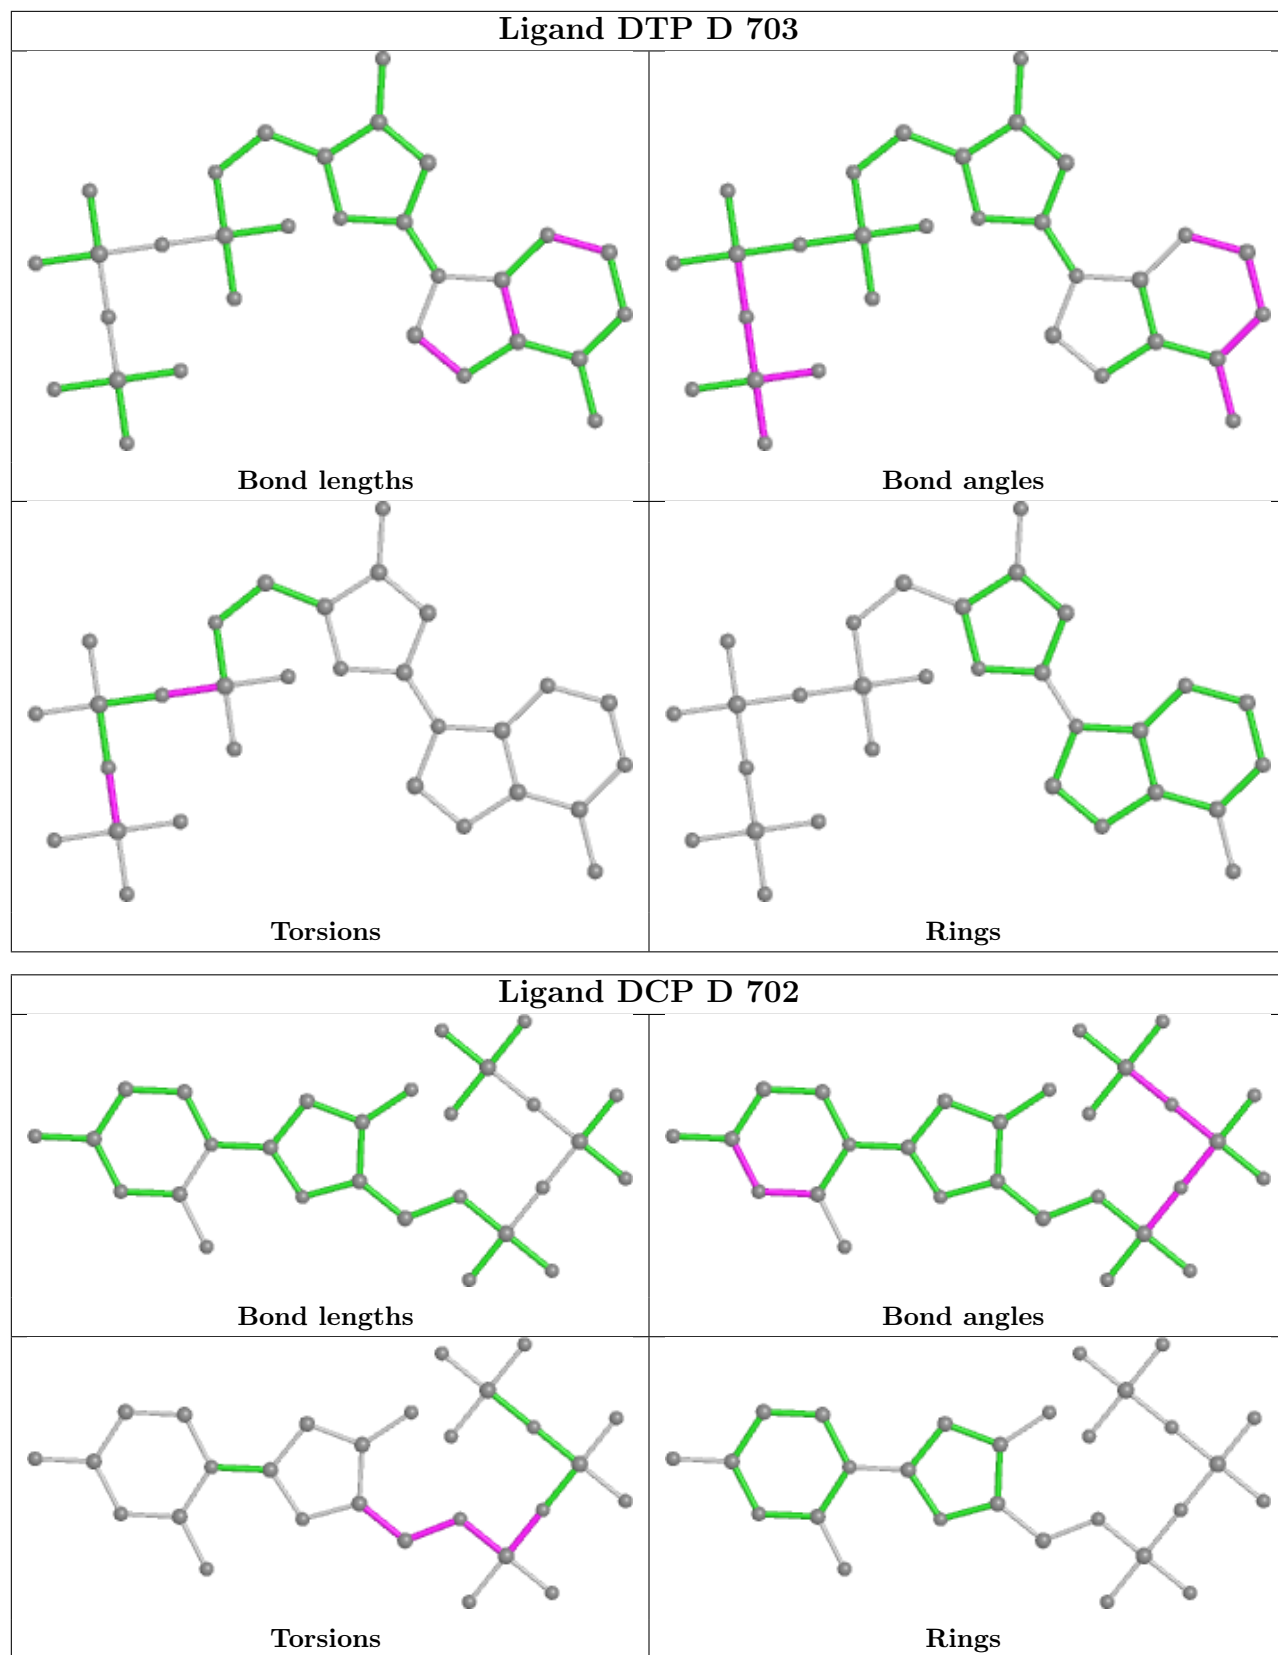 Ligand DTP D 703
Bond lengths
Bond angles
Torsions
Rings
Ligand DCP D 702
Bond lengths
Bond angles
Torsions
Rings